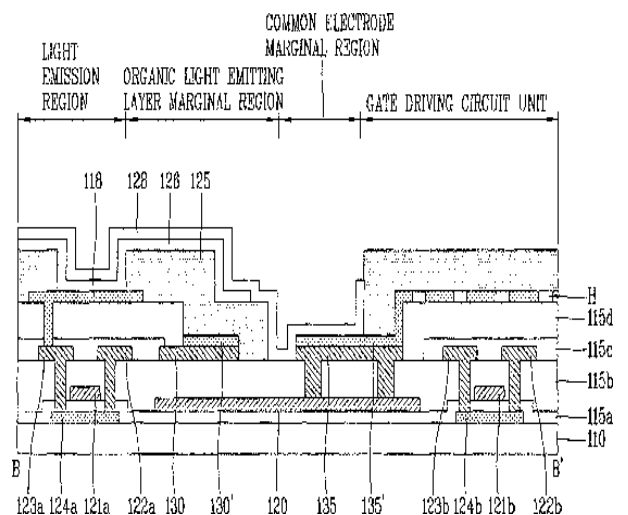 COMMON ELECTRODE
MARGINAL REGION
LIGHT
EMISSION
REGION
ORGANIC LIGHT EMITTING
LAYER MARGINAL REGION
GATE DRIVING CIRCUIT UNIT
118 128 126 125
H
115d
115c
115b
115a
110
B B'
123a 124a 121a 122a 130 130' 120 135 135' 123b 124b 121b 122b